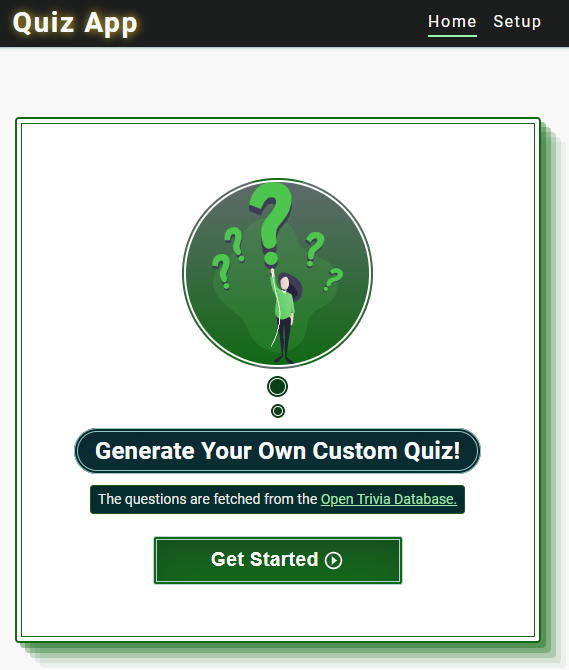 Quiz App
Home Setup
Generate Your Own Custom Quiz!
The questions are fetched from the Open Trivia Database.
Get Started